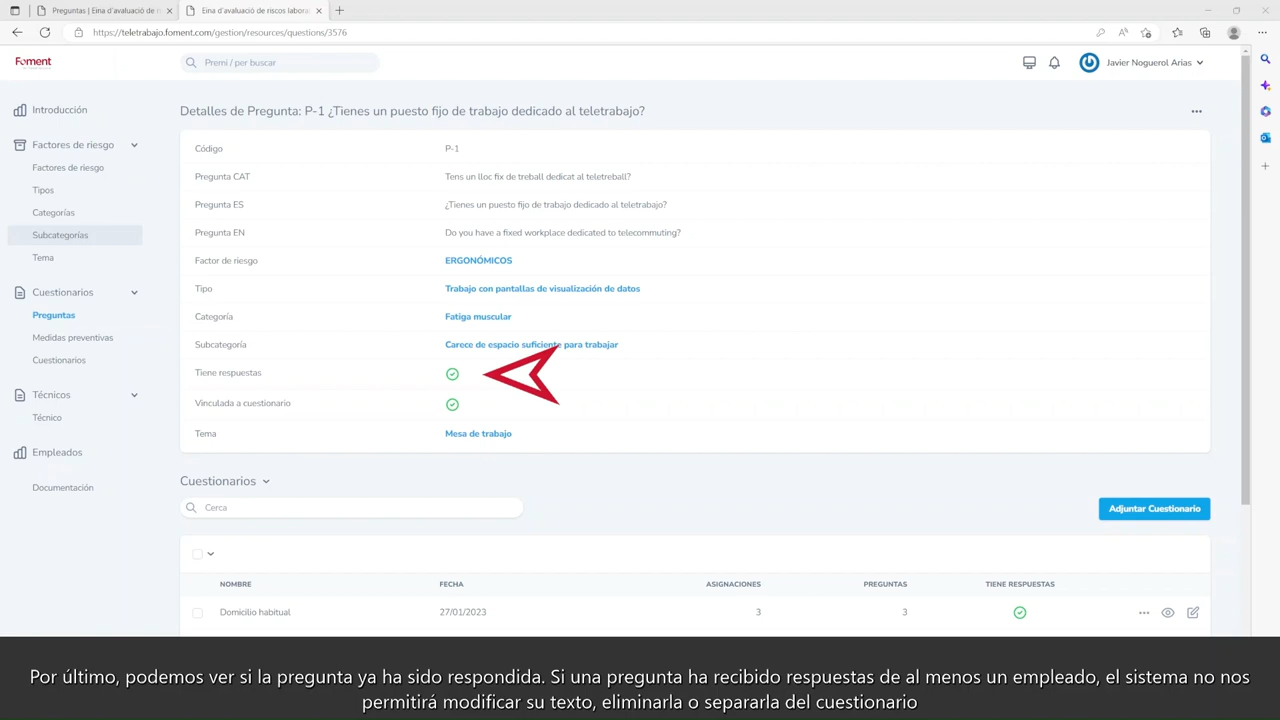 Preguntas | Eina d'avaluació de ri
Eina d'avaluació de riscos labora
https://teletrabajo.foment.com/gestion/resources/questions/3576
Foment
Premi / per buscar
Javier Noguerol Arias
Introducción
Factores de riesgo
Factores de riesgo
Tipos
Categorías
Subcategorías
Tema
Cuestionarios
Preguntas
Medidas preventivas
Cuestionarios
Técnicos
Técnico
Empleados
Documentación
Detalles de Pregunta: P-1 ¿Tienes un puesto fijo de trabajo dedicado al teletrabajo?
Código P-1
Pregunta CAT Tens un lloc fix de treball dedicat al teletreball?
Pregunta ES ¿Tienes un puesto fijo de trabajo dedicado al teletrabajo?
Pregunta EN Do you have a fixed workplace dedicated to telecommuting?
Factor de riesgo ERGONÓMICOS
Tipo Trabajo con pantallas de visualización de datos
Categoría Fatiga muscular
Subcategoría Carece de espacio suficiente para trabajar
Tiene respuestas
Vinculada a cuestionario
Tema Mesa de trabajo
Cuestionarios
Cerca
Adjuntar Cuestionario
NOMBRE FECHA ASIGNACIONES PREGUNTAS TIENE RESPUESTAS
Domicilio habitual 27/01/2023 3 3
Por último, podemos ver si la pregunta ya ha sido respondida. Si una pregunta ha recibido respuestas de al menos un empleado, el sistema no nos
permitirá modificar su texto, eliminarla o separarla del cuestionario